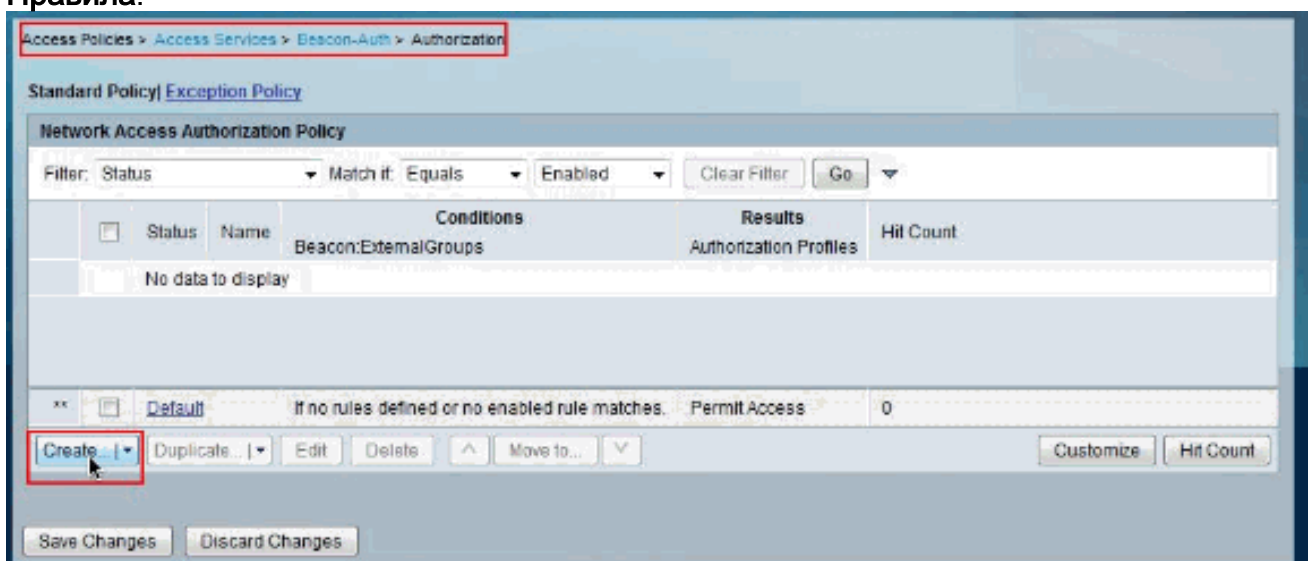 Правила.
Access Policies > Access Services > Beacon-Auth > Authorization
Standard Policy| Exception Policy
Network Access Authorization Policy
Filter: Status Match if: Equals Enabled Clear Filter Go
Status Name Conditions Results Hit Count
Beacon:ExternalGroups Authorization Profiles
No data to display
** Default If no rules defined or no enabled rule matches. Permit Access 0
Create... | Duplicate... | Edit Delete ^ Move to... Customize Hit Count
Save Changes Discard Changes